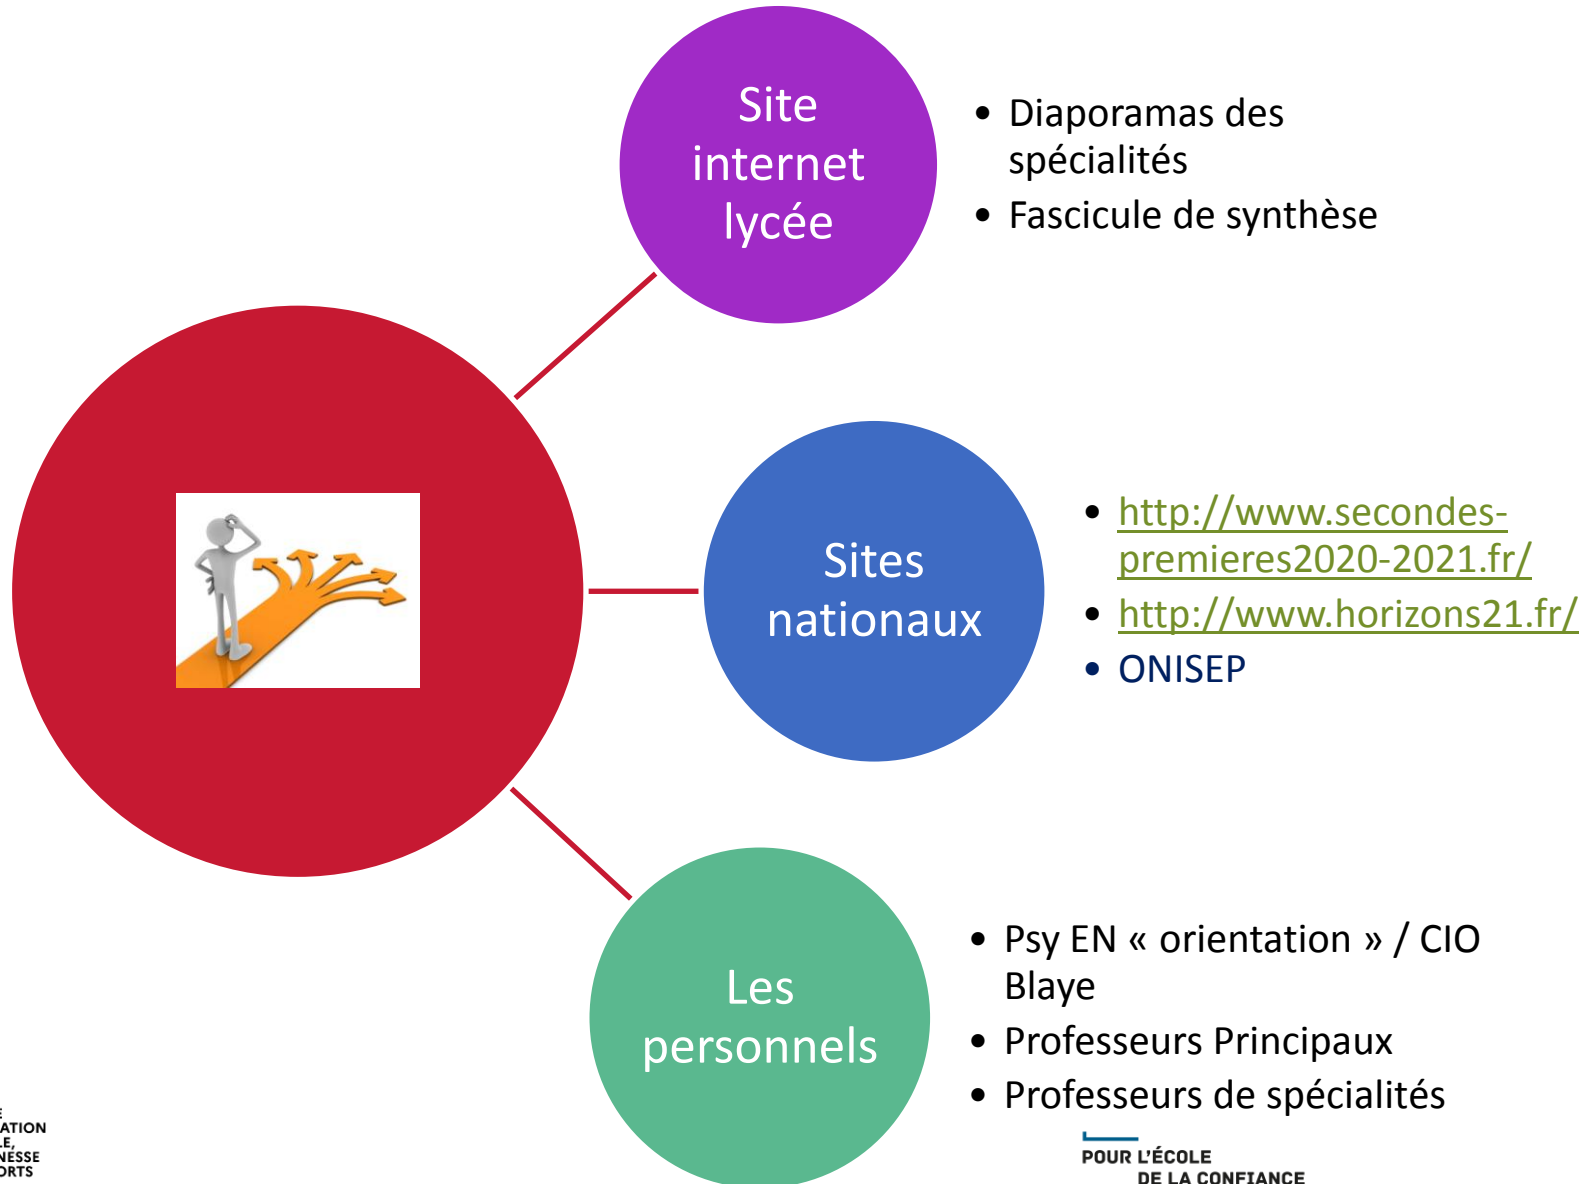 Site
internet
lycée
• Diaporamas des
spécialités
• Fascicule de synthèse
Sites
nationaux
• http://www.secondes-
premieres2020-2021.fr/
• http://www.horizons21.fr/
• ONISEP
Les
personnels
• Psy EN « orientation » / CIO
Blaye
• Professeurs Principaux
• Professeurs de spécialités
POUR L'ÉCOLE
DE LA CONFIANCE